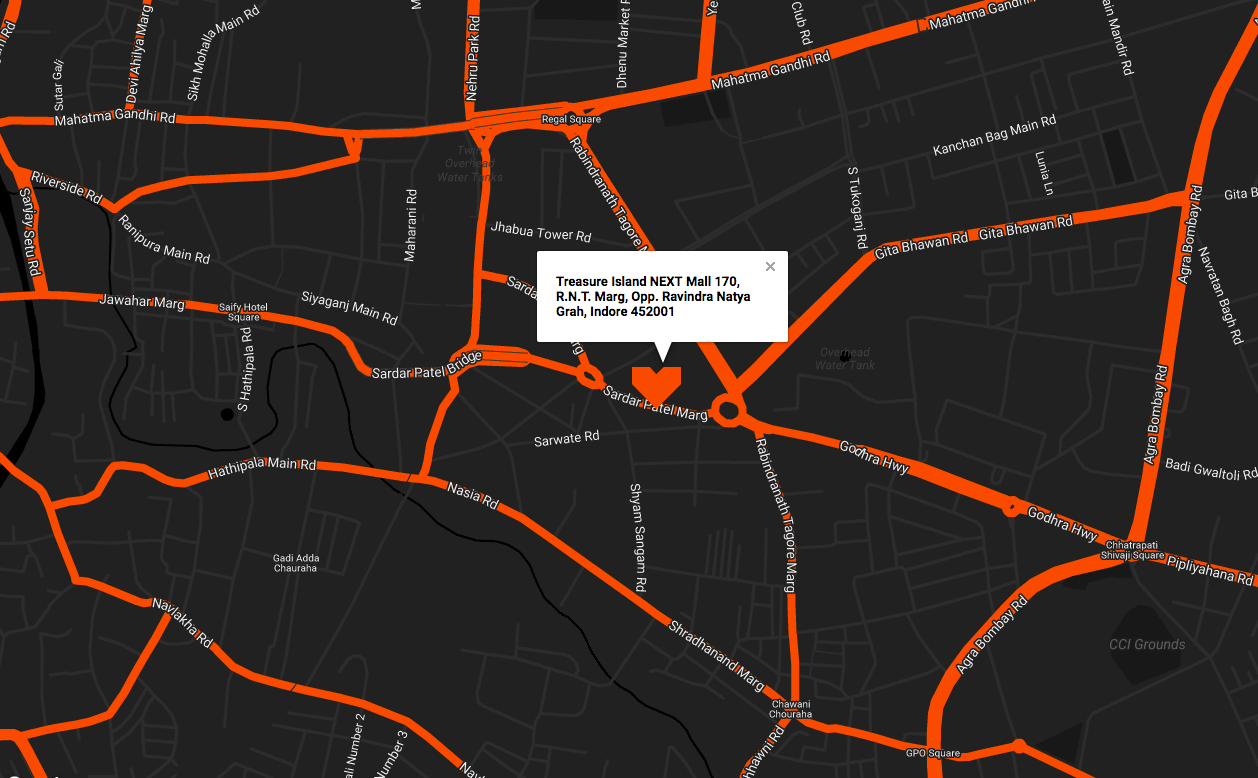 Mahatma Gandhi
Club Rd
Main Rd
Sikh Mohalla
Devi Ahilya Marg
Sutar Gali
Nehru Park Rd
Dhenu Market
Mandir Rd
Mahatma Gandhi Rd
Mahatma Gandhi Rd
Regal Square
Kanchan Bag Main Rd
Rabindranath Tagore
Twin
Overhead
Water Tanks
Lunia Ln
S Tukoganj Rd
Riverside Rd
Sanjay Setu Rd
Maharani Rd
Gita
Agra Bombay Rd
Ranipura Main Rd
Jhabua Tower Rd
Gita Bhawan Rd
Gita Bhawan Rd
Navratan Bagh Rd
Treasure Island NEXT Mall 170,
R.N.T. Marg, Opp. Ravindra Natya
Grah, Indore 452001
Jawahar Marg
Saify Hotel
Square
Siyaganj Main Rd
S Hathipala Rd
Sardar Patel Bridge
Overhead
Water Tank
Sardar Patel Marg
Agra Bombay Rd
Sarwate Rd
Godhra Hwy
Hathipala Main Rd
Badi Gwaltoli Rd
Nasia Rd
Rabindranath Tagore Marg
Shyam Sangam Rd
Godhra Hwy
Chhatrapati
Shivaji Square
Gadi Adda
Chauraha
Pipliyahana Rd
Navlakha Rd
Agra Bombay Rd
CCI Grounds
Shradhanand Marg
Chawani
Chouraha
Number 2
Number 3
GPO Square